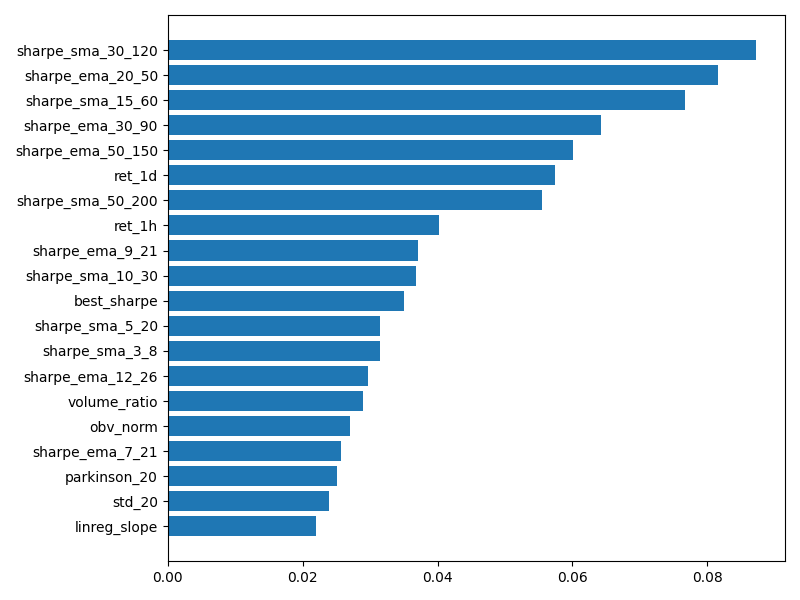 sharpe_sma_30_120
sharpe_ema_20_50
sharpe_sma_15_60
sharpe_ema_30_90
sharpe_ema_50_150
ret_1d
sharpe_sma_50_200
ret_1h
sharpe_ema_9_21
sharpe_sma_10_30
best_sharpe
sharpe_sma_5_20
sharpe_sma_3_8
sharpe_ema_12_26
volume_ratio
obv_norm
sharpe_ema_7_21
parkinson_20
std_20
linreg_slope
0.00 0.02 0.04 0.06 0.08